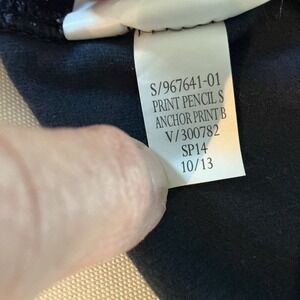 S/967641-01
PRINT PENCIL S
ANCHOR PRINT B
V/300782
SP14
10/13